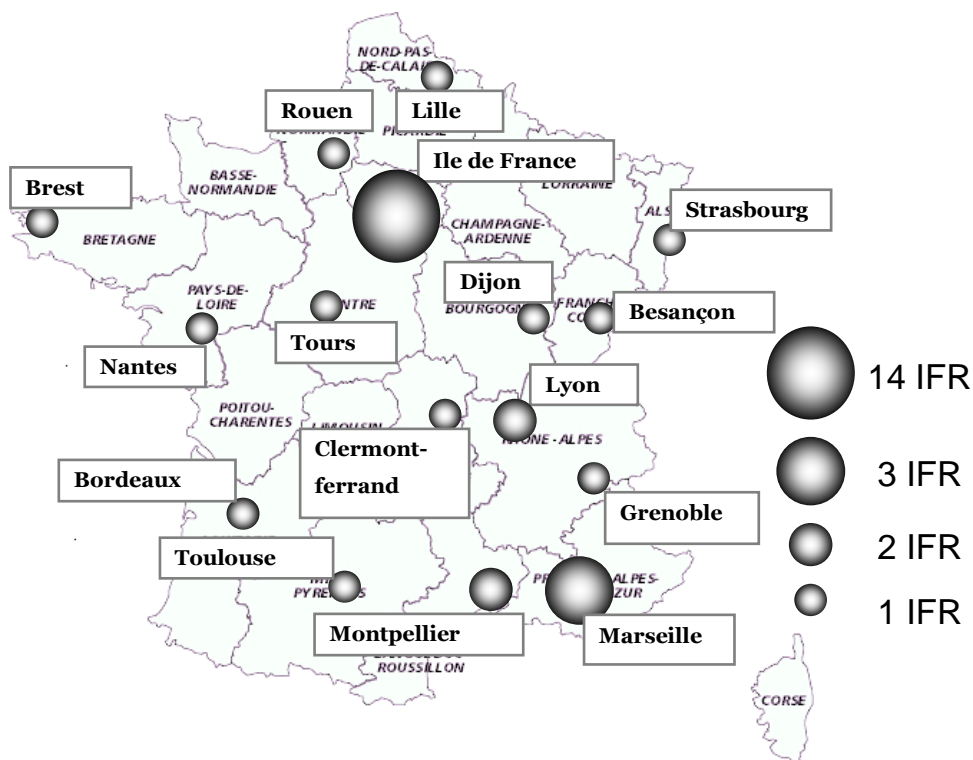 NORD-PAS-
DE-CALAIS
Rouen
Lille
Ile de France
Brest
BASSE-
NORMANDIE
LORRAINE
Strasbourg
BRETAGNE
CHAMPAGNE-
ARDENNE
Dijon
BOURGOGNE
Besançon
PAYS-DE-
LOIRE
Tours
Nantes
Lyon
14 IFR
POITOU-
CHARENTES
LIMOUSIN
RHONE-ALPES
Clermont-
ferrand
Bordeaux
3 IFR
Grenoble
Toulouse
2 IFR
PYRENEES
1 IFR
Montpellier
Marseille
ROUSSILLON
CORSE